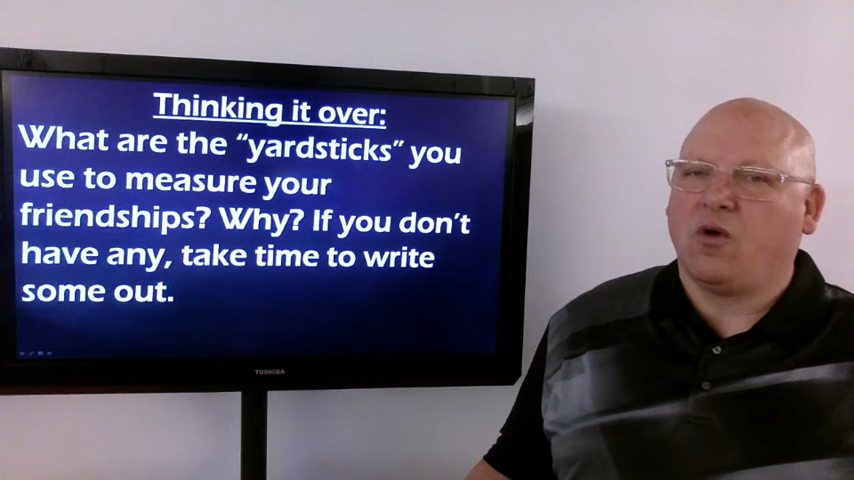 Thinking it over:
What are the “yardsticks” you
use to measure your
friendships? Why? If you don’t
have any, take time to write
some out.
TOSHIBA